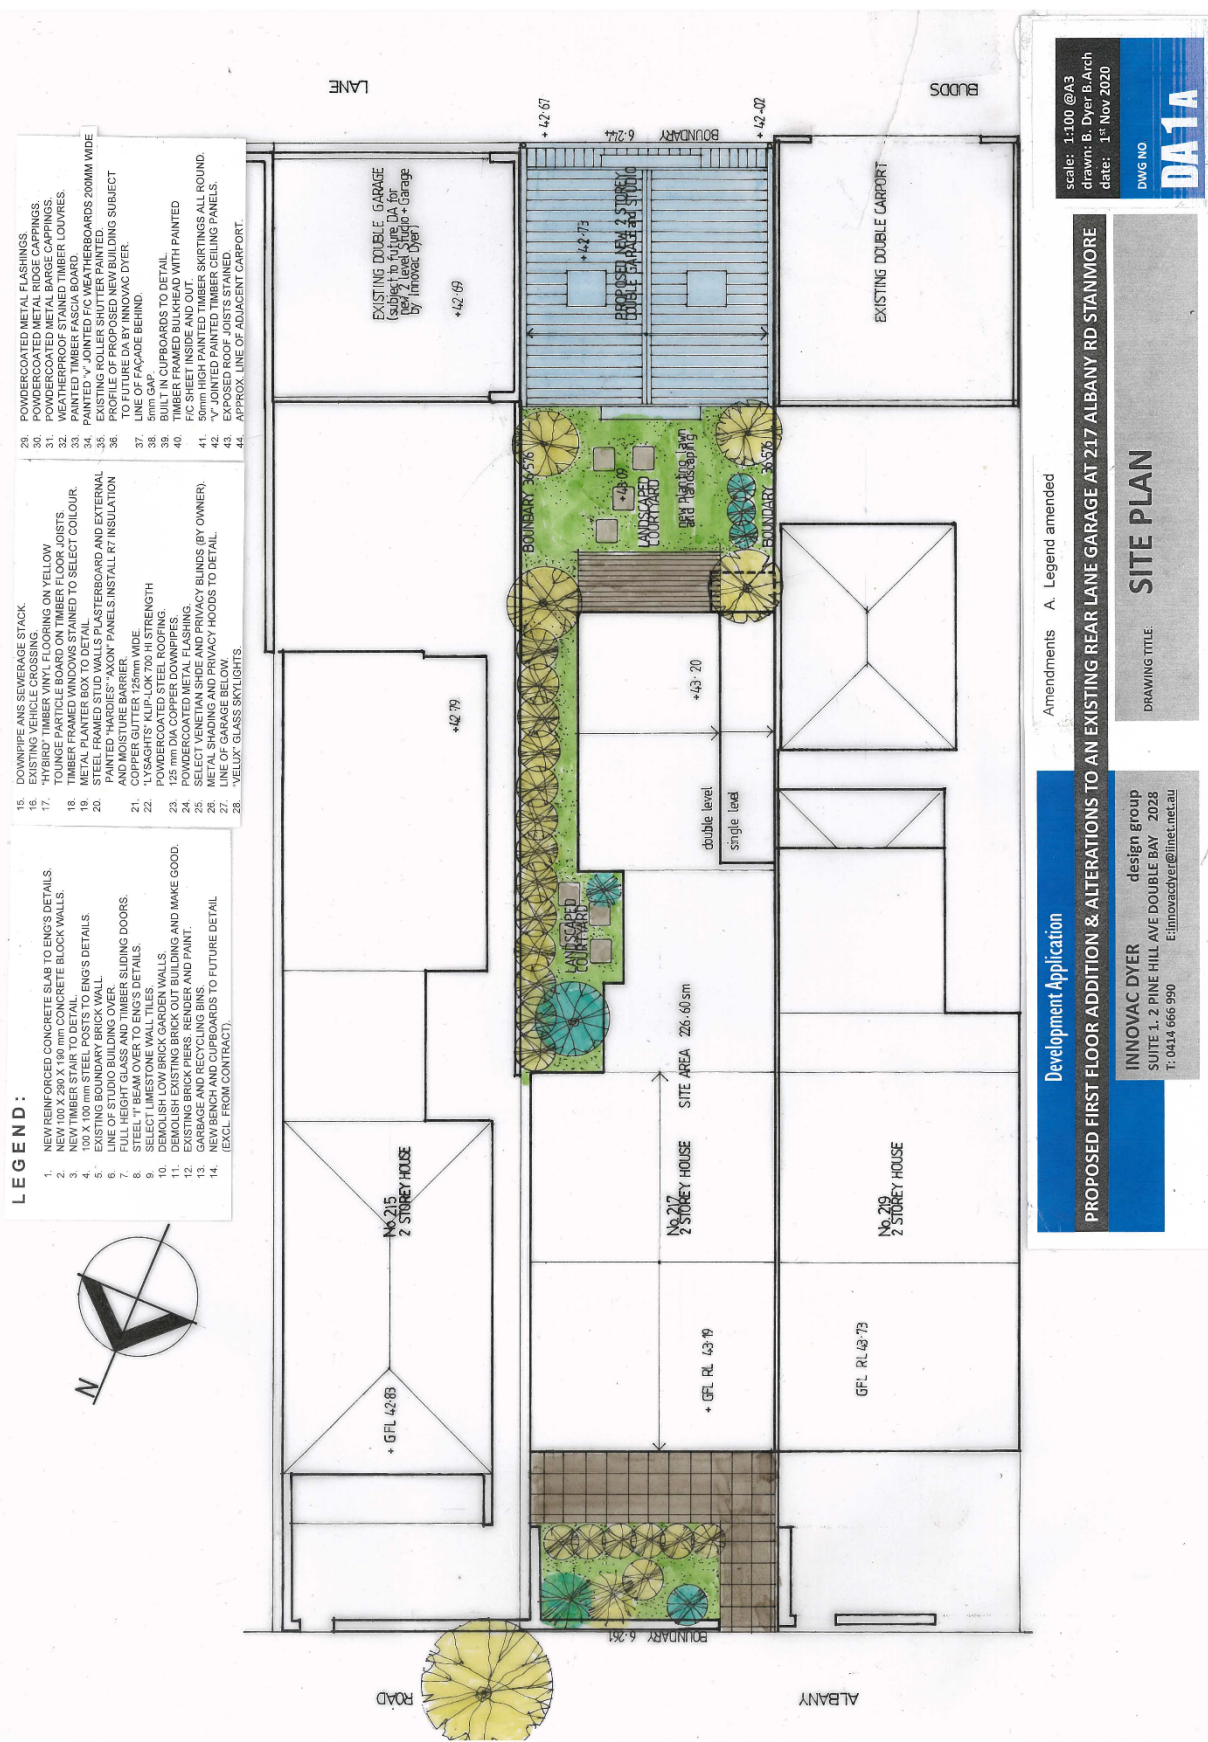 LEGEND:
1. NEW REINFORCED CONCRETE SLAB TO ENG'S DETAILS.
2. NEW 100 X 290 X 190 mm CONCRETE BLOCK WALLS.
3. NEW TIMBER STAIR TO DETAIL.
4. 100 X 100 mm STEEL POSTS TO ENG'S DETAILS.
5. EXISTING BOUNDARY BRICK WALL.
6. LINE OF STUDIO BUILDING OVER.
7. FULL HEIGHT GLASS AND TIMBER SLIDING DOORS.
8. STEEL "I" BEAM OVER TO ENG'S DETAILS.
9. SELECT LIMESTONE WALL TILES.
10. DEMOLISH LOW BRICK GARDEN WALLS.
11. DEMOLISH EXISTING BRICK OUT BUILDING AND MAKE GOOD.
12. EXISTING BRICK PIERS. RENDER AND PAINT.
13. GARBAGE AND RECYCLING BINS.
14. NEW BENCH AND CUPBOARDS TO FUTURE DETAIL
(EXCL. FROM CONTRACT).
15. DOWNPIPE ANS SEWERAGE STACK.
16. EXISTING VEHICLE CROSSING.
17. "HYBIRD" TIMBER VINYL FLOORING ON YELLOW
TOUNGE PARTICLE BOARD ON TIMBER FLOOR JOISTS.
18. TIMBER FRAMED WINDOWS STAINED TO SELECT COILOUR.
19. METAL PLANTER BOX TO DETAIL.
20. STEEL FRAMED STUD WALLS PLASTERBOARD AND EXTERNAL
PAINTED "HARDIES" "AXON" PANELS.INSTALL R7 INSULATION
AND MOISTURE BARRIER.
21. COPPER GUTTER 125mm WIDE.
22. "LYSAGHTS" KLIP-LOK 700 HI STRENGTH
POWDERCOATED STEEL ROOFING.
23. 125 mm DIA COPPER DOWNPIPES.
24. POWDERCOATED METAL FLASHING.
25. SELECT VENETIAN SHDE AND PRIVACY BLINDS (BY OWNER).
26. METAL SHADING AND PRIVACY HOODS TO DETAIL.
27. LINE OF GARAGE BELOW.
28. "VELUX" GLASS SKYLIGHTS.
29. POWDERCOATED METAL FLASHINGS.
30. POWDERCOATED METAL RIDGE CAPPINGS.
31. POWDERCOATED METAL BARGE CAPPINGS.
32. WEATHERPROOF STAINED TIMBER LOUVRES.
33. PAINTED TIMBER FASCIA BOARD.
34. PAINTED "V" JOINTED F/C WEATHERBOARDS 200MM WIDE
35. EXISTING ROLLER SHUTTER PAINTED.
36. PROFILE OF PROPOSED NEW BUILDING SUBJECT
TO FUTURE DA BY INNOVAC DYER.
37. LINE OF FAÇADE BEHIND.
38. 5mm GAP.
39. BUILT IN CUPBOARDS TO DETAIL.
40. TIMBER FRAMED BULKHEAD WITH PAINTED
F/C SHEET INSIDE AND OUT.
41. 50mm HIGH PAINTED TIMBER SKIRTINGS ALL ROUND.
42. "V" JOINTED PAINTED TIMBER CEILING PANELS.
43. EXPOSED ROOF JOISTS STAINED.
44. APPROX. LINE OF ADJACENT CARPORT.
N
ROAD
ALBANY
LANE
BUDDS
BOUNDARY 6·261
BOUNDARY 6·244
No.215
2 STOREY HOUSE
+ GFL 42·83
+42·79
EXISTING DOUBLE GARAGE
(subject to future DA for
new 2 level Studio + Garage
by Innovac Dyer)
+42·69
+ 42·67
+ 42·02
No.217
2 STOREY HOUSE
+ GFL RL 43·19
SITE AREA 226·60 sm
LANDSCAPED
COURTYARD
double level
single level
+43·20
BOUNDARY 36·576
BOUNDARY 36·576
+43·09
LANDSCAPED
COURTYARD
new planting lawn
and landscaping
+42·73
PROPOSED NEW 2 STOREY
DOUBLE GARAGE and STUDIO
No.219
2 STOREY HOUSE
GFL RL 43·73
EXISTING DOUBLE CARPORT
Development Application
Amendments A. Legend amended
PROPOSED FIRST FLOOR ADDITION & ALTERATIONS TO AN EXISTING REAR LANE GARAGE AT 217 ALBANY RD STANMORE
INNOVAC DYER design group
SUITE 1. 2 PINE HILL AVE DOUBLE BAY 2028
T: 0414 666 990 E:innovacdyer@iinet.net.au
DRAWING TITLE: SITE PLAN
scale: 1:100 @A3
drawn: B. Dyer B.Arch
date: 1st Nov 2020
DWG NO
DA1A